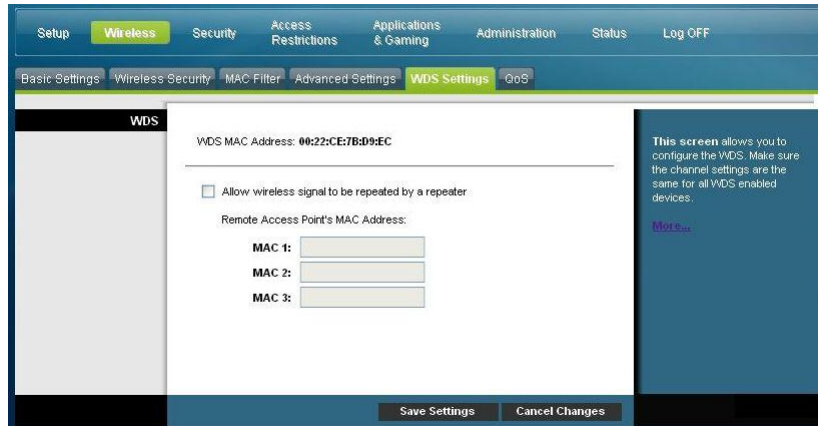 Setup Wireless Security Access Restrictions Applications & Gaming Administration Status Log OFF
Basic Settings Wireless Security MAC Filter Advanced Settings WDS Settings QoS
WDS
WDS MAC Address: 00:22:CE:7B:D9:EC
Allow wireless signal to be repeated by a repeater
Remote Access Point's MAC Address:
MAC 1:
MAC 2:
MAC 3:
This screen allows you to
configure the WDS. Make sure
the channel settings are the
same for all WDS enabled
devices.
More...
Save Settings Cancel Changes